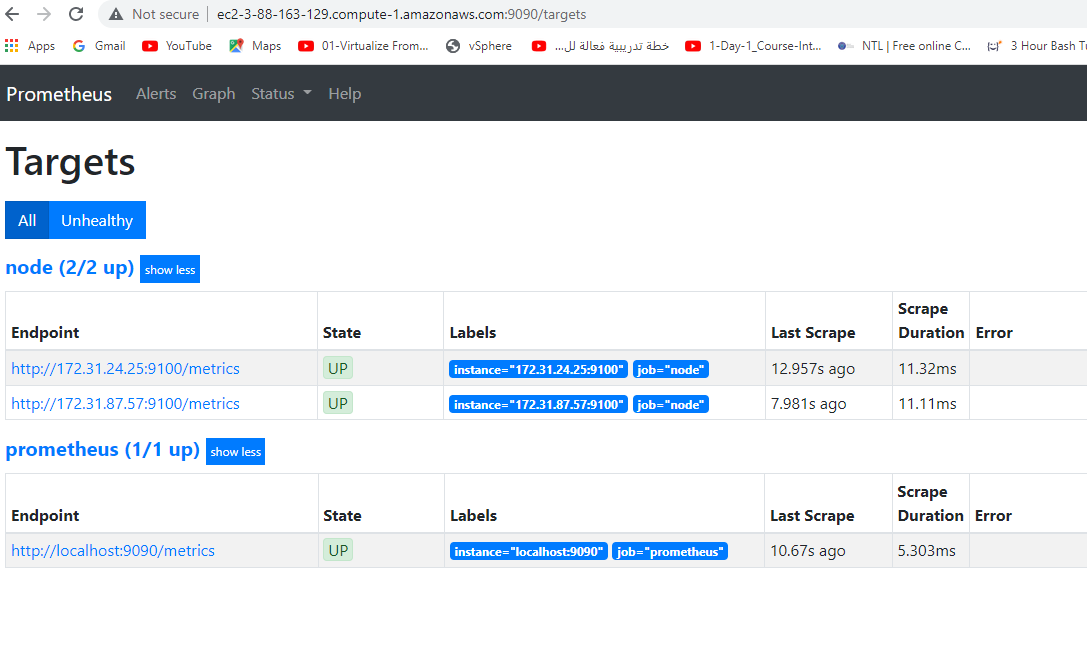 Not secure | ec2-3-88-163-129.compute-1.amazonaws.com:9090/targets
Apps Gmail YouTube Maps 01-Virtualize From... vSphere خطة تدريبية فعالة لل... 1-Day-1_Course-Int... NTL | Free online C... 3 Hour Bash Tu
Prometheus Alerts Graph Status Help
Targets
All Unhealthy
node (2/2 up) show less
Endpoint State Labels Last Scrape Scrape Duration Error
http://172.31.24.25:9100/metrics UP instance="172.31.24.25:9100" job="node" 12.957s ago 11.32ms
http://172.31.87.57:9100/metrics UP instance="172.31.87.57:9100" job="node" 7.981s ago 11.11ms
prometheus (1/1 up) show less
Endpoint State Labels Last Scrape Scrape Duration Error
http://localhost:9090/metrics UP instance="localhost:9090" job="prometheus" 10.67s ago 5.303ms